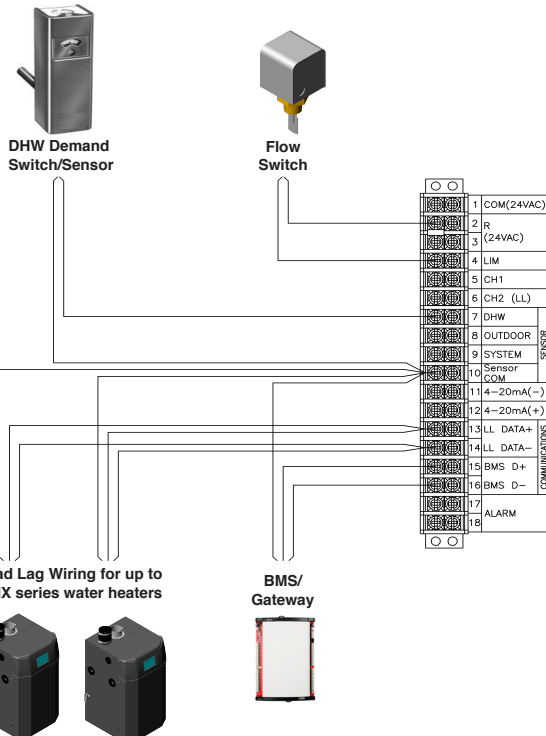 DHW Demand
Switch/Sensor
Flow
Switch
1 COM(24VAC)
2 R
3 (24VAC)
4 LIM
5 CH1
6 CH2 (LL)
7 DHW
8 OUTDOOR
9 SYSTEM
10 Sensor
COM
SENSOR
11 4-20mA(-)
12 4-20mA(+)
13 LL DATA+
14 LL DATA-
15 BMS D+
16 BMS D-
COMMUNICATIONS
17
ALARM
18
Lag Wiring for up to
series water heaters
BMS/
Gateway